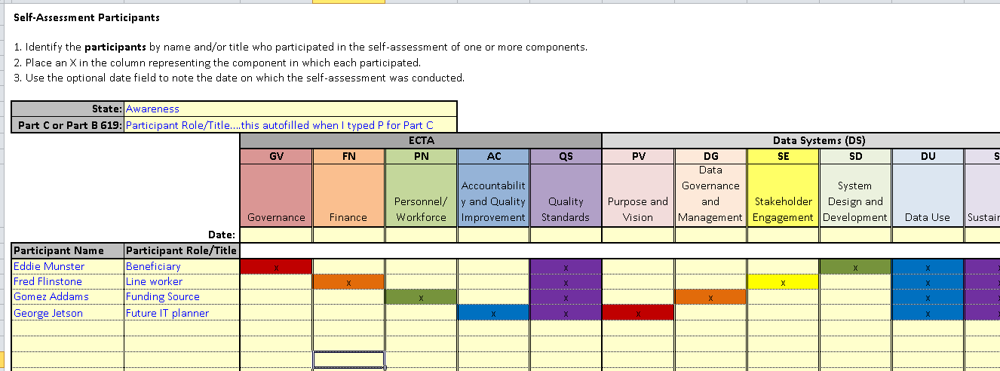 Self-Assessment Participants
1. Identify the participants by name and/or title who participated in the self-assessment of one or more components.
2. Place an X in the column representing the component in which each participated.
3. Use the optional date field to note the date on which the self-assessment was conducted.
State: Awareness
Part C or Part B 619: Participant Role/Title....this autofilled when I typed P for Part C
ECTA Data Systems (DS)
GV FN PN AC QS PV DG SE SD DU S
Data
Accountabilit Governance System
Personnel/ y and Quality Quality Purpose and and Stakeholder Design and
Governance Finance Workforce Improvement Standards Vision Management Engagement Development Data Use Sustain
Date:
Participant Name Participant Role/Title
Eddie Munster Beneficiary x x x x x
Fred Flinstone Line worker x x x x x
Gomez Addams Funding Source x x x x x
George Jetson Future IT planner x x x x x